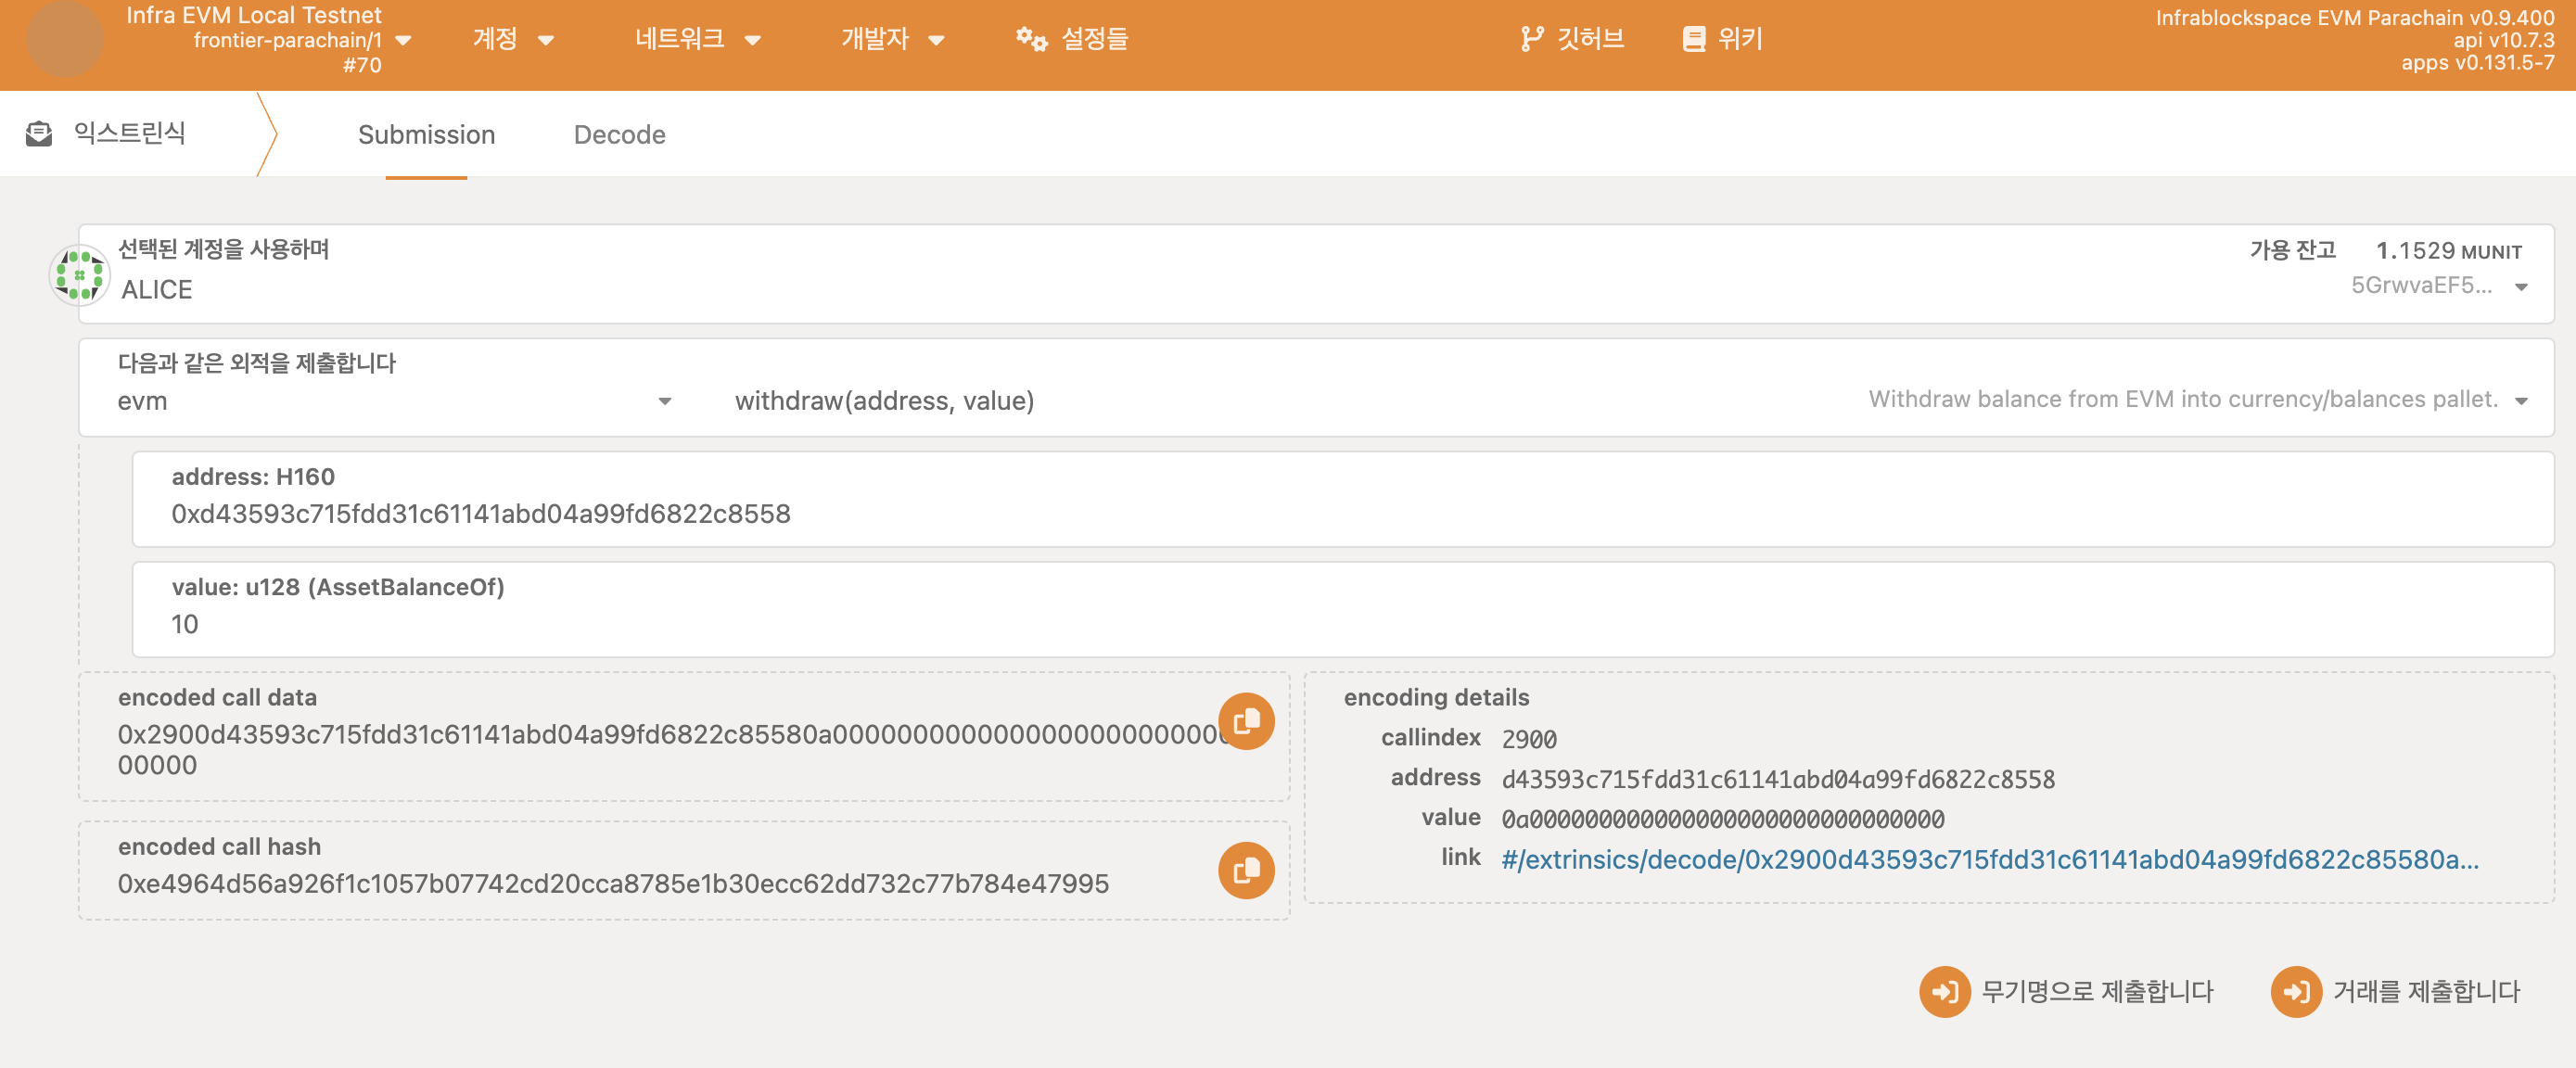 Infra EVM Local Testnet
frontier-parachain/1
#70
계정
네트워크
개발자
설정들
깃허브
위키
Infrablockspace EVM Parachain v0.9.400
api v10.7.3
apps v0.131.5-7
익스트린식
Submission
Decode
선택된 계정을 사용하며
ALICE
가용 잔고 1.1529 MUNIT
5GrwvaEF5...
다음과 같은 외적을 제출합니다
evm
withdraw(address, value)
Withdraw balance from EVM into currency/balances pallet.
address: H160
0xd43593c715fdd31c61141abd04a99fd6822c8558
value: u128 (AssetBalanceOf)
10
encoded call data
0x2900d43593c715fdd31c61141abd04a99fd6822c85580a0000000000000000000000000
00000
encoded call hash
0xe4964d56a926f1c1057b07742cd20cca8785e1b30ecc62dd732c77b784e47995
encoding details
callindex 2900
address d43593c715fdd31c61141abd04a99fd6822c8558
value 0a000000000000000000000000000000
link #/extrinsics/decode/0x2900d43593c715fdd31c61141abd04a99fd6822c85580a...
무기명으로 제출합니다
거래를 제출합니다